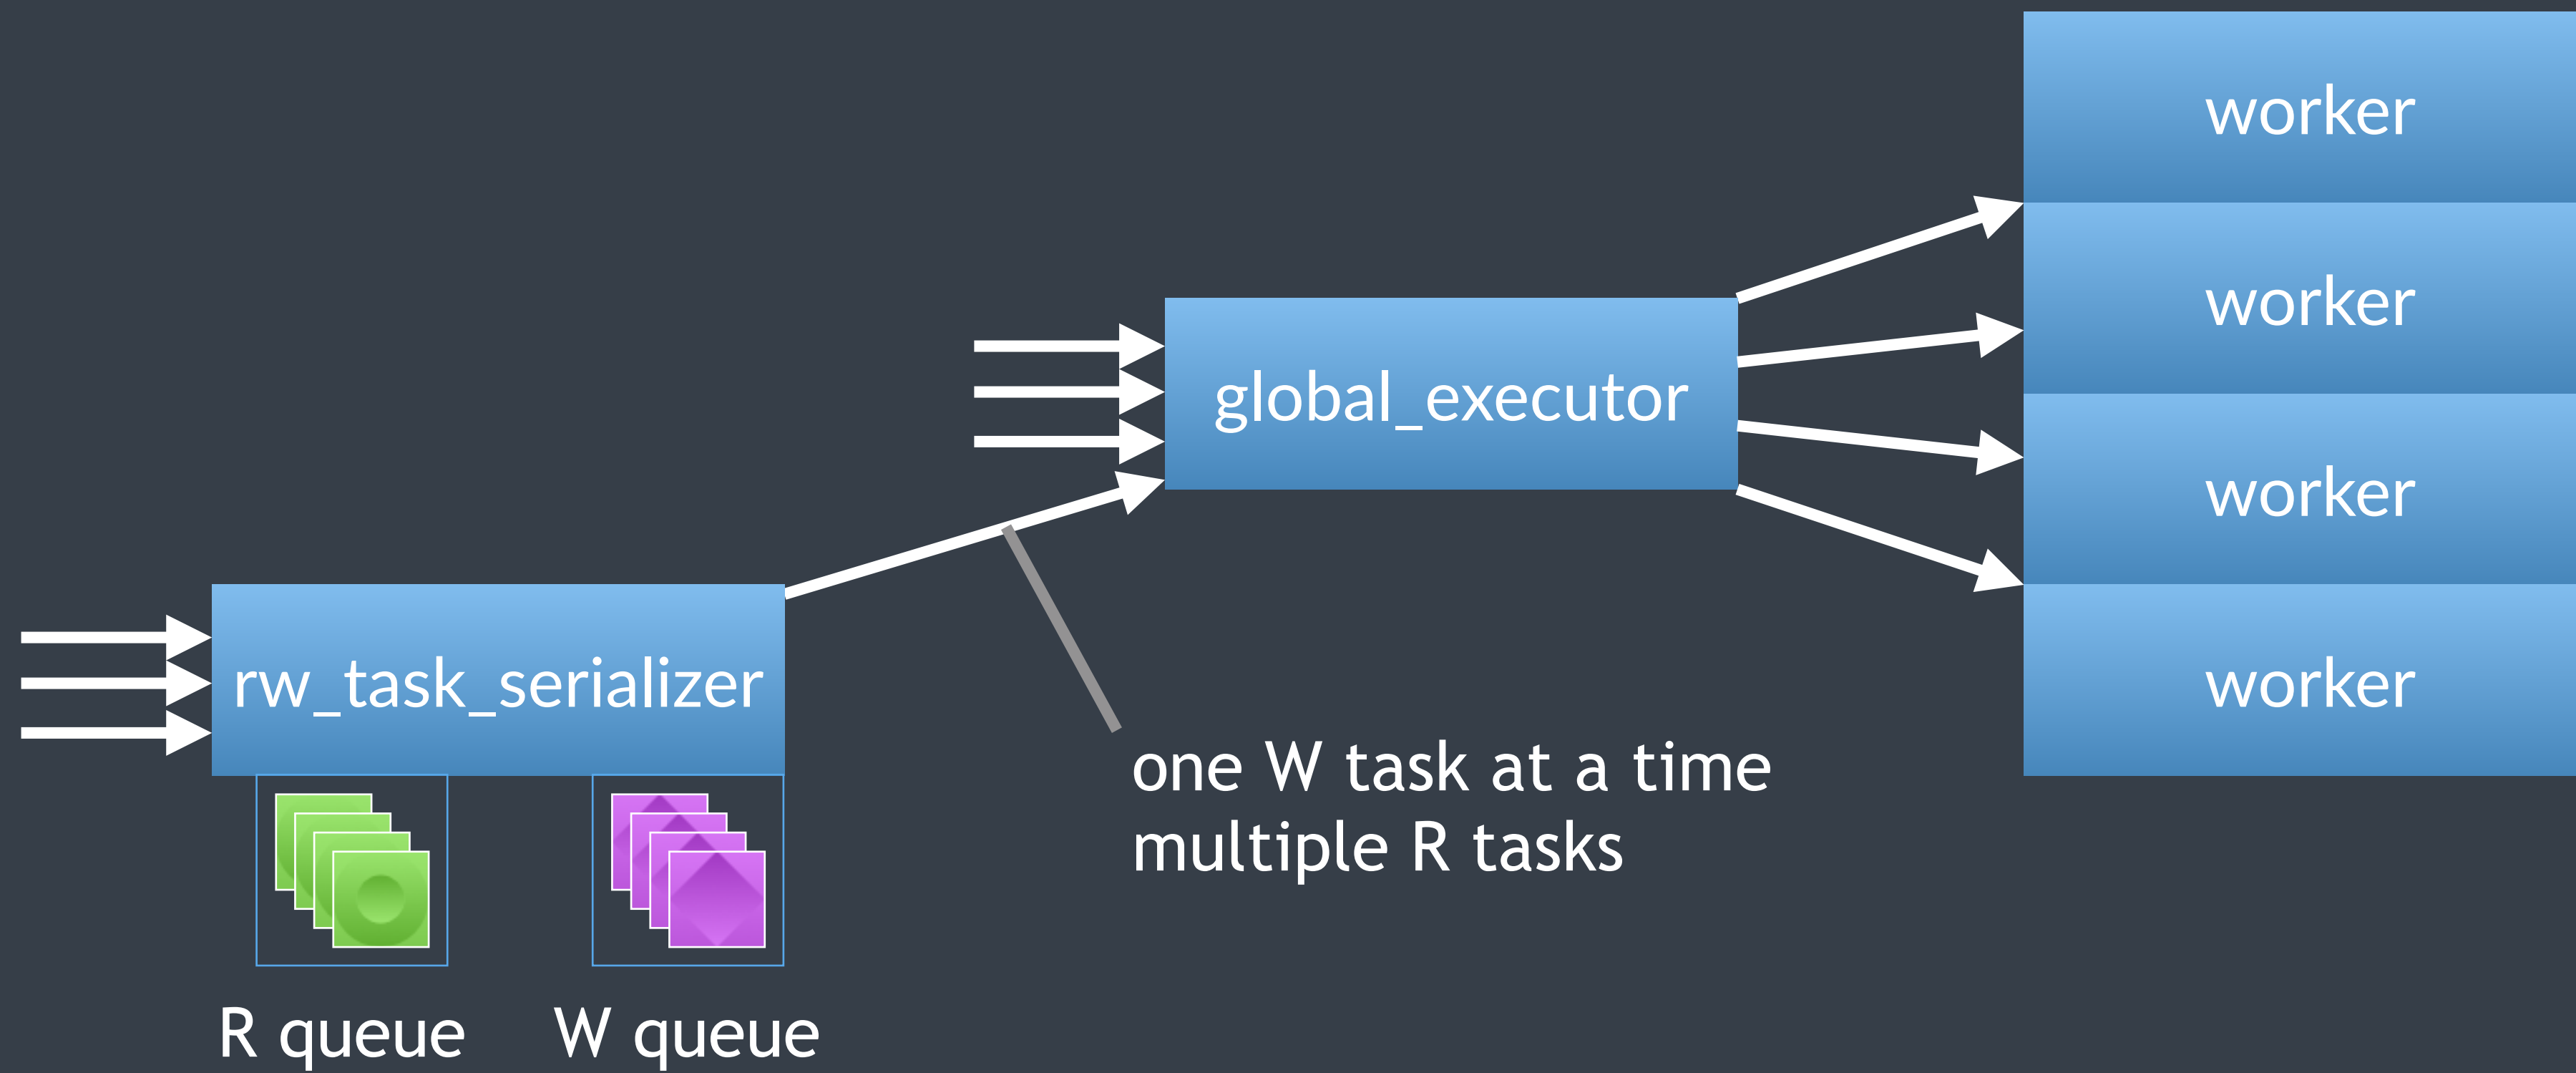 worker
worker
global_executor
worker
rw_task_serializer
worker
one W task at a time
multiple R tasks
R queue
W queue